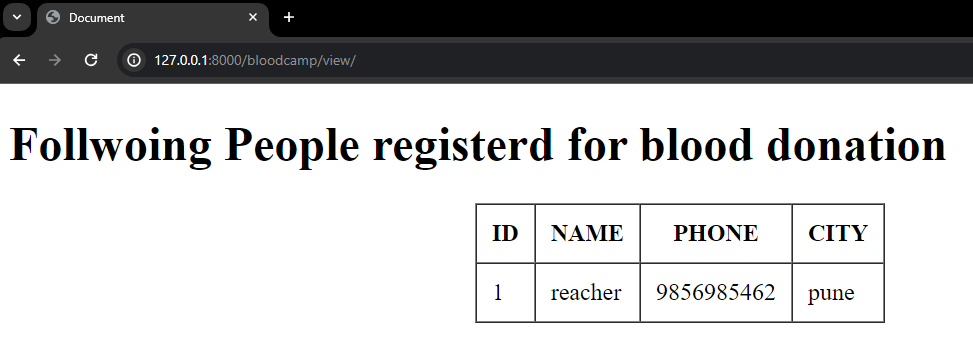 Document
127.0.0.1:8000/bloodcamp/view/
Follwoing People registerd for blood donation
ID NAME PHONE CITY
1 reacher 9856985462 pune